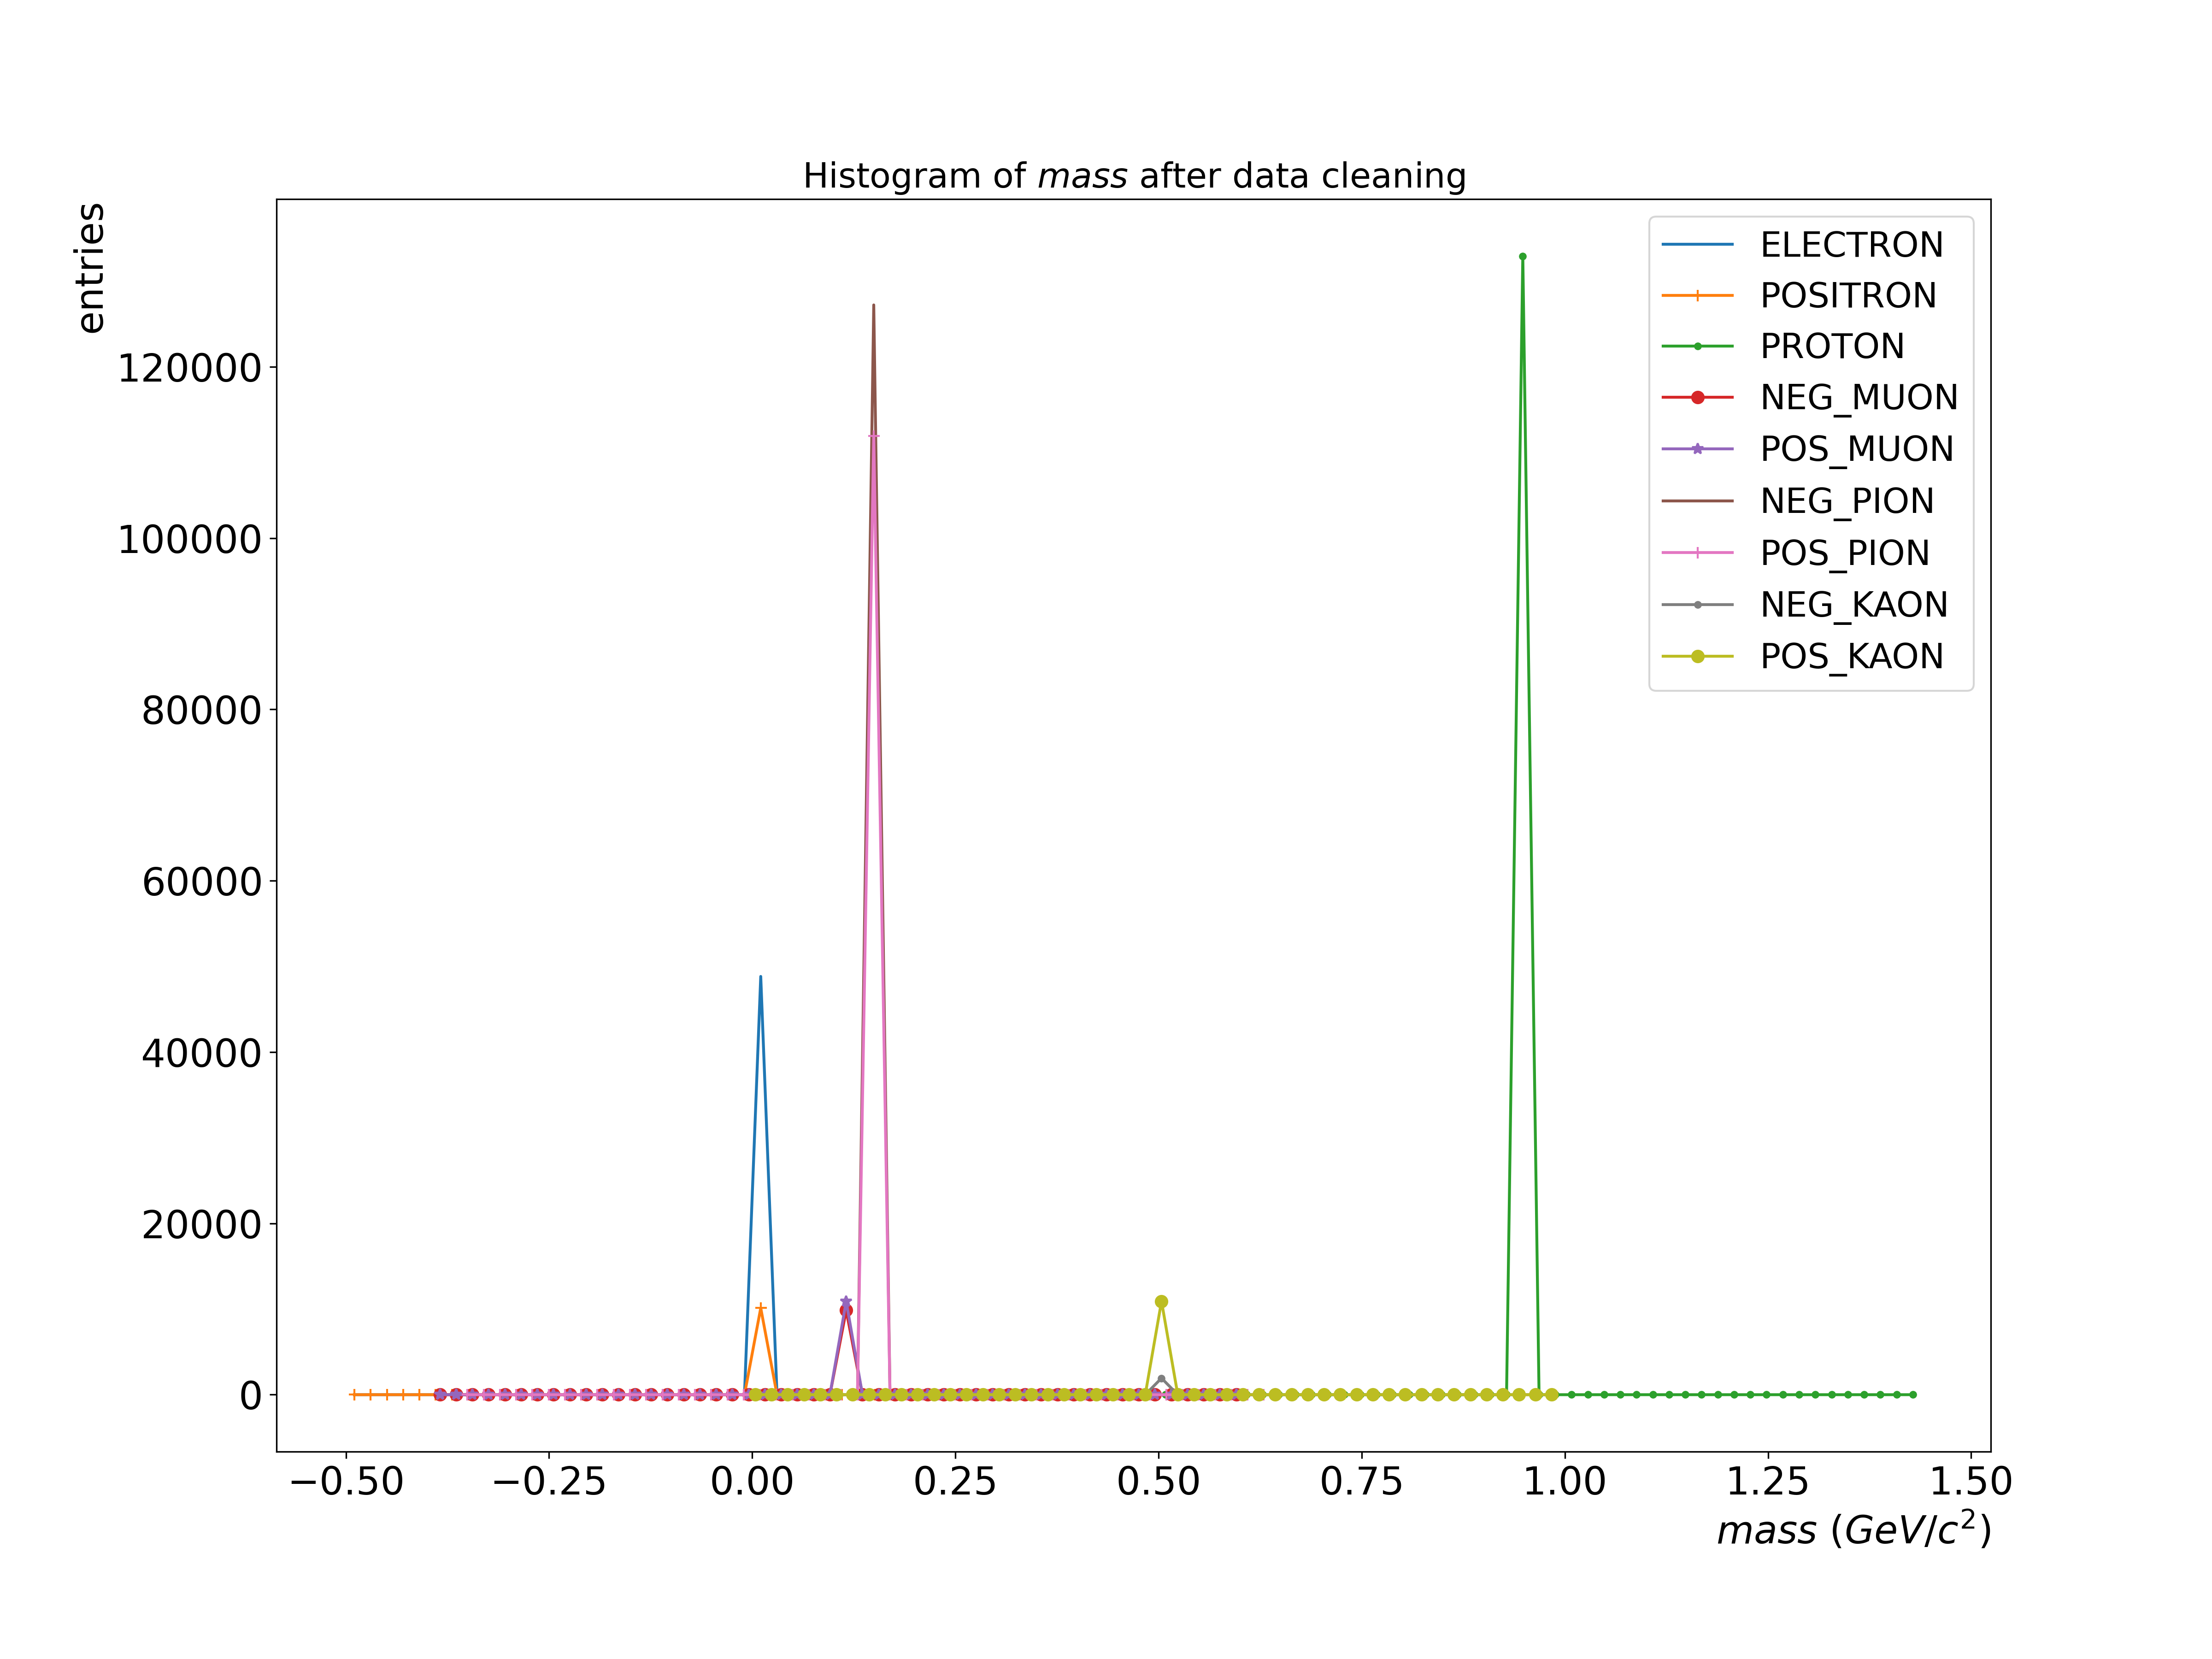 Histogram of mass after data cleaning
entries
120000
100000
80000
60000
40000
20000
0
ELECTRON
POSITRON
PROTON
NEG_MUON
POS_MUON
NEG_PION
POS_PION
NEG_KAON
POS_KAON
−0.50 −0.25 0.00 0.25 0.50 0.75 1.00 1.25 1.50
mass (GeV/c²)